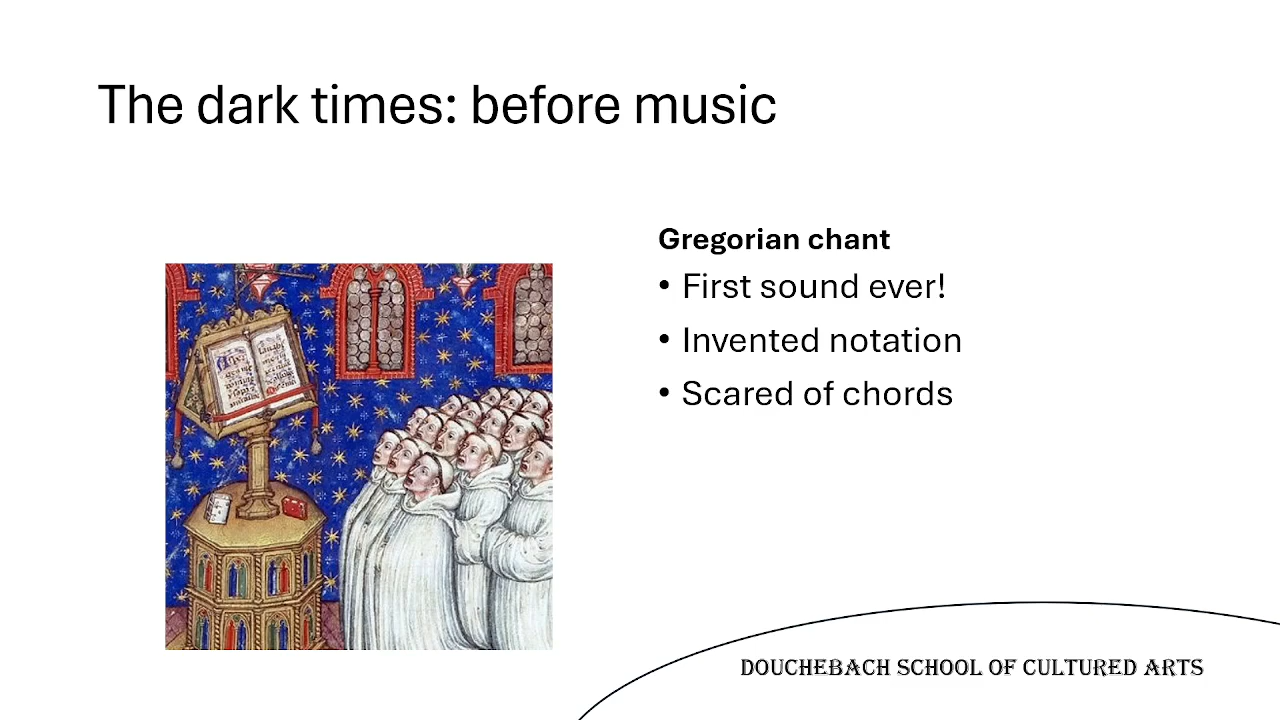 The dark times: before music
Gregorian chant
• First sound ever!
• Invented notation
• Scared of chords
DOUCHEBACH SCHOOL OF CULTURED ARTS